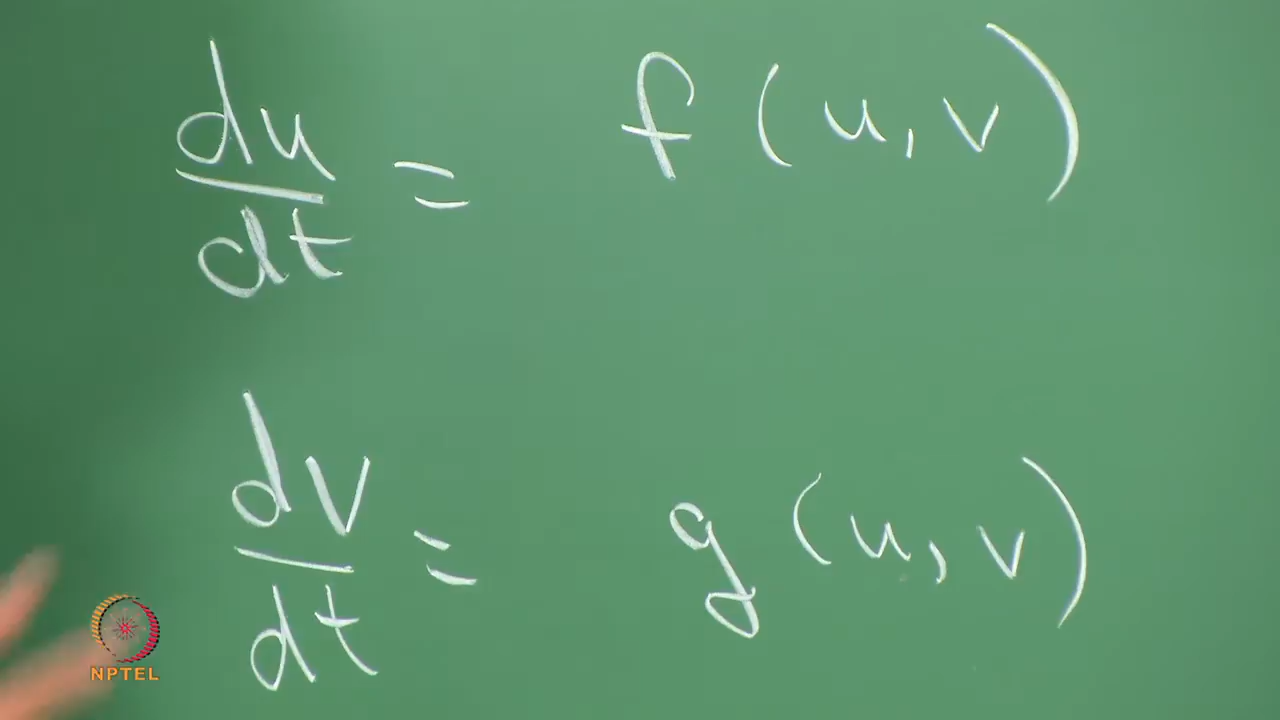 du/dt = f(u, v)
dv/dt = g(u, v)
NPTEL